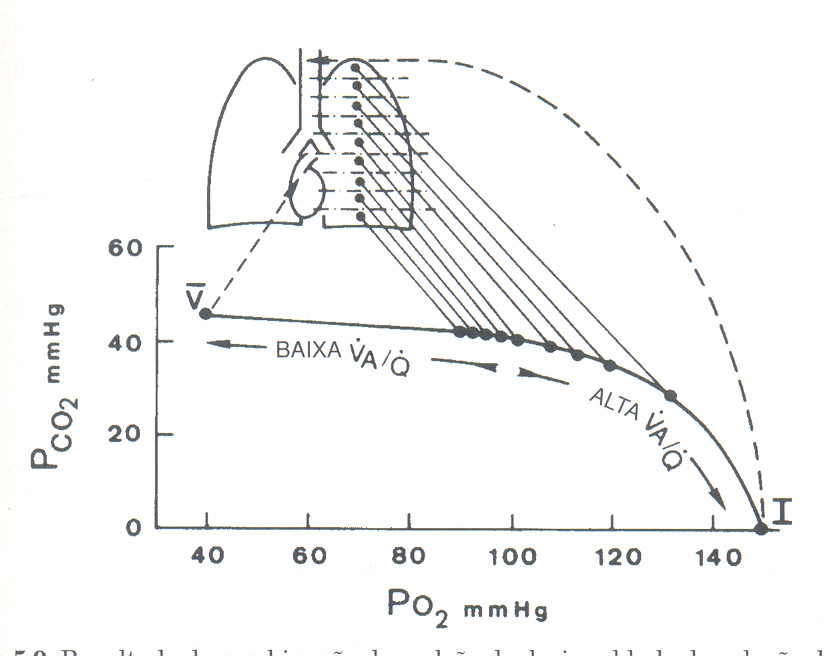 60
V̄
40
BAIXA V̇A/Q̇
ALTA V̇A/Q̇
PCO₂ mmHg
20
0
I
40 60 80 100 120 140
PO₂ mmHg